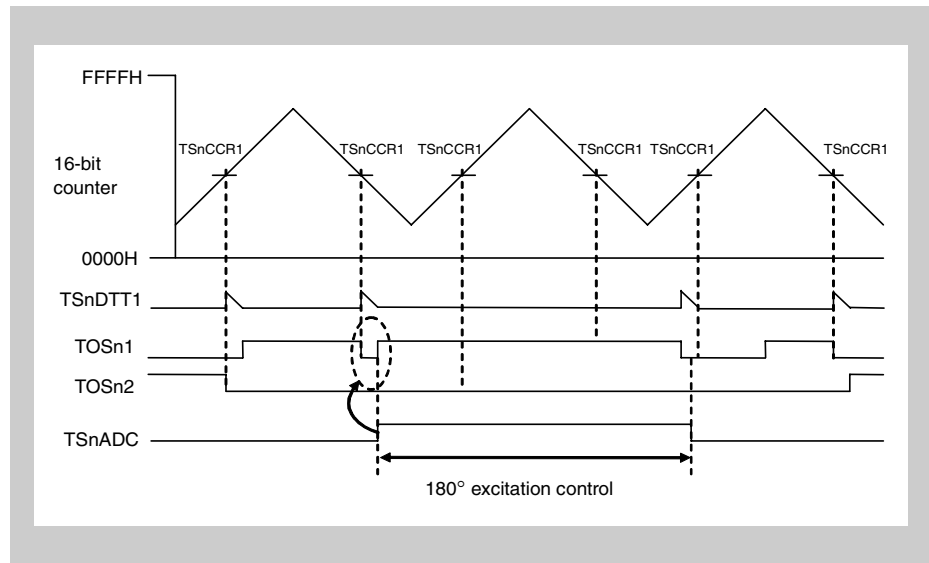 FFFFH
TSnCCR1 TSnCCR1 TSnCCR1 TSnCCR1 TSnCCR1 TSnCCR1
16-bit
counter
0000H
TSnDTT1
TOSn1
TOSn2
TSnADC
180° excitation control